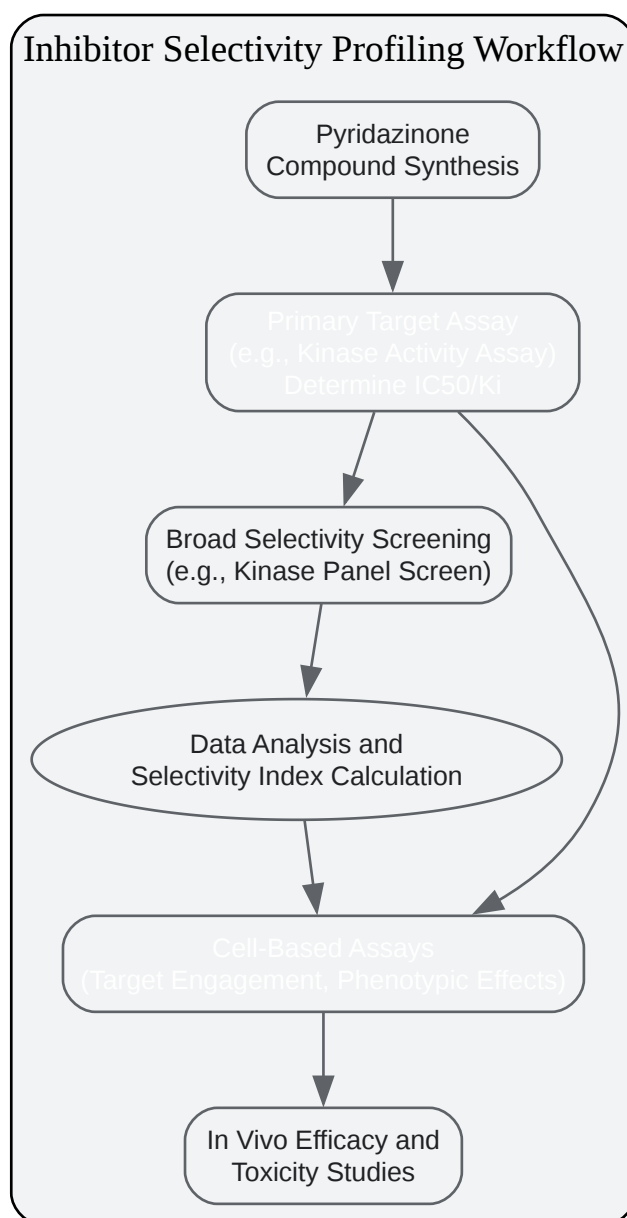 Inhibitor Selectivity Profiling Workflow
Pyridazinone
Compound Synthesis
Primary Target Assay
(e.g., Kinase Activity Assay)
Determine IC50/Ki
Broad Selectivity Screening
(e.g., Kinase Panel Screen)
Data Analysis and
Selectivity Index Calculation
Cell-Based Assays
(Target Engagement, Phenotypic Effects)
In Vivo Efficacy and
Toxicity Studies